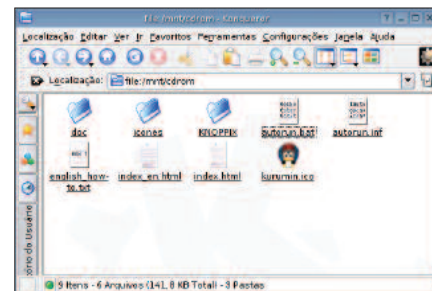 file:/mnt/cdrom - Konqueror
Localização Editar Ver Ir Favoritos Ferramentas Configurações Janela Ajuda
Localização: file:/mnt/cdrom
doc icones KNOPPIX autorun.bat autorun.inf
english_how-to.txt index_en.html index.html kurumin.ico
9 Itens - 6 Arquivos (141,8 KB Total) - 3 Pastas